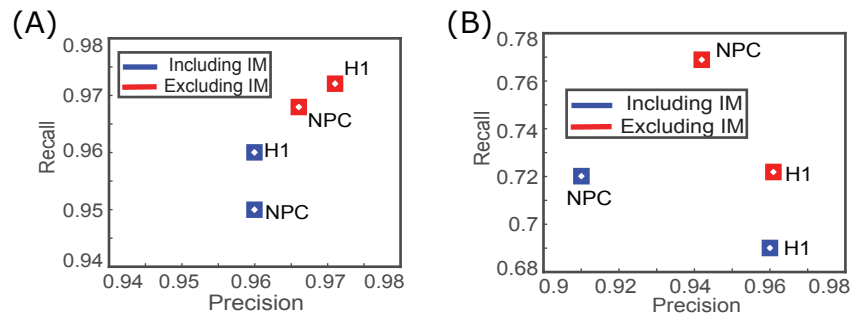 (A)
0.98
0.97
0.96
0.95
0.94
Recall
Including IM
Excluding IM
H1
NPC
H1
NPC
0.94 0.95 0.96 0.97 0.98
Precision
(B)
0.78
0.76
0.74
0.72
0.7
0.68
Recall
NPC
Including IM
Excluding IM
NPC
H1
H1
0.9 0.92 0.94 0.96 0.98
Precision